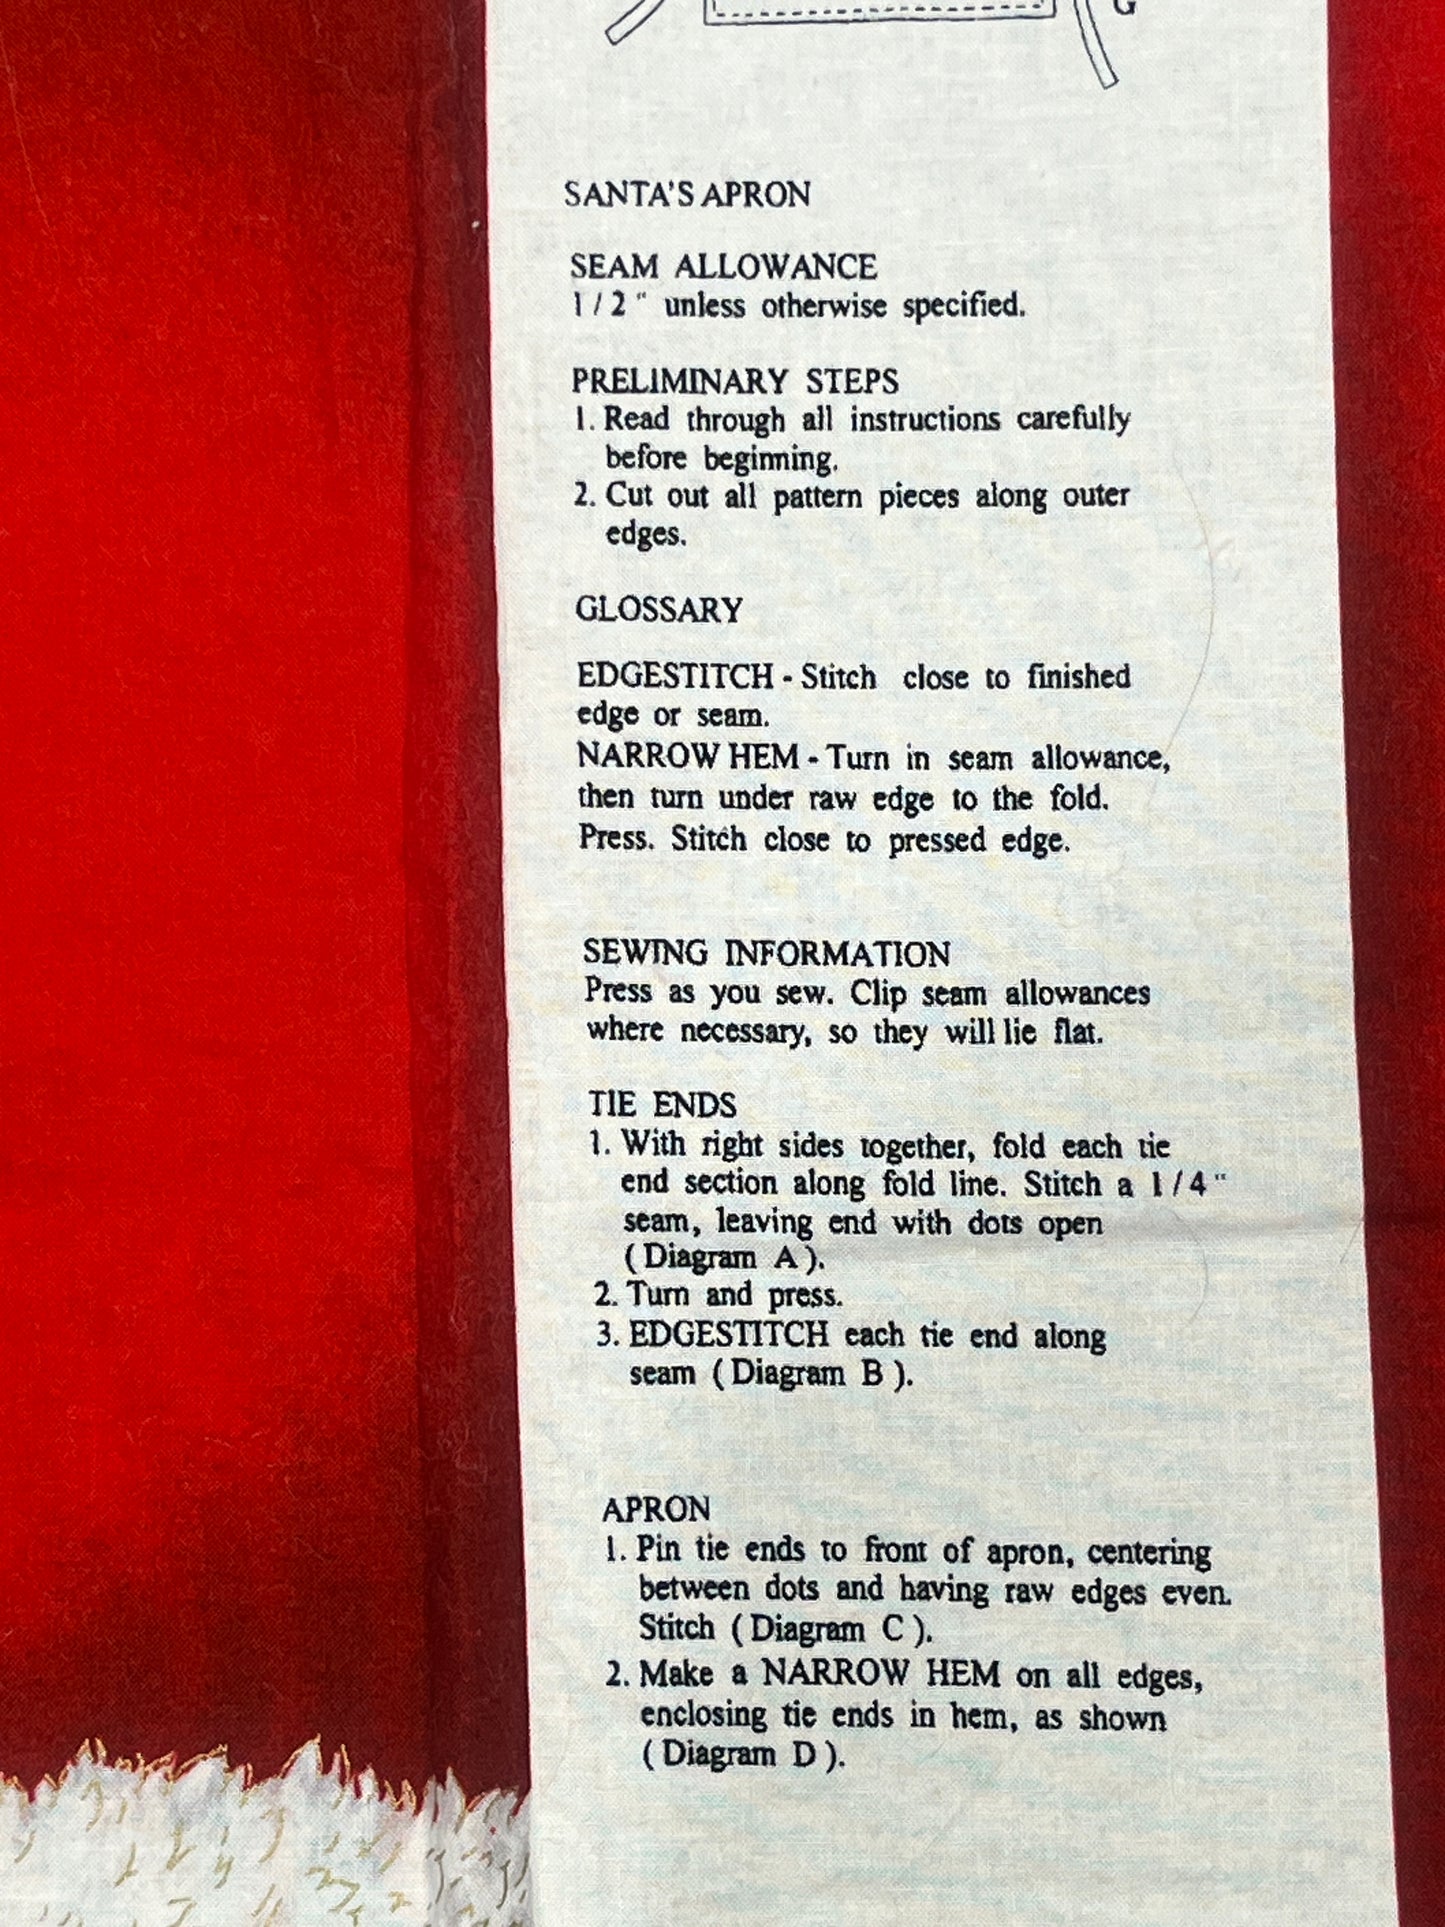 G
SANTA'S APRON
SEAM ALLOWANCE
1/2" unless otherwise specified.
PRELIMINARY STEPS
1. Read through all instructions carefully
before beginning.
2. Cut out all pattern pieces along outer
edges.
GLOSSARY
EDGESTITCH - Stitch close to finished
edge or seam.
NARROW HEM - Turn in seam allowance,
then turn under raw edge to the fold.
Press. Stitch close to pressed edge.
SEWING INFORMATION
Press as you sew. Clip seam allowances
where necessary, so they will lie flat.
TIE ENDS
1. With right sides together, fold each tie
end section along fold line. Stitch a 1/4"
seam, leaving end with dots open
(Diagram A).
2. Turn and press.
3. EDGESTITCH each tie end along
seam (Diagram B).
APRON
1. Pin tie ends to front of apron, centering
between dots and having raw edges even.
Stitch (Diagram C).
2. Make a NARROW HEM on all edges,
enclosing tie ends in hem, as shown
(Diagram D).